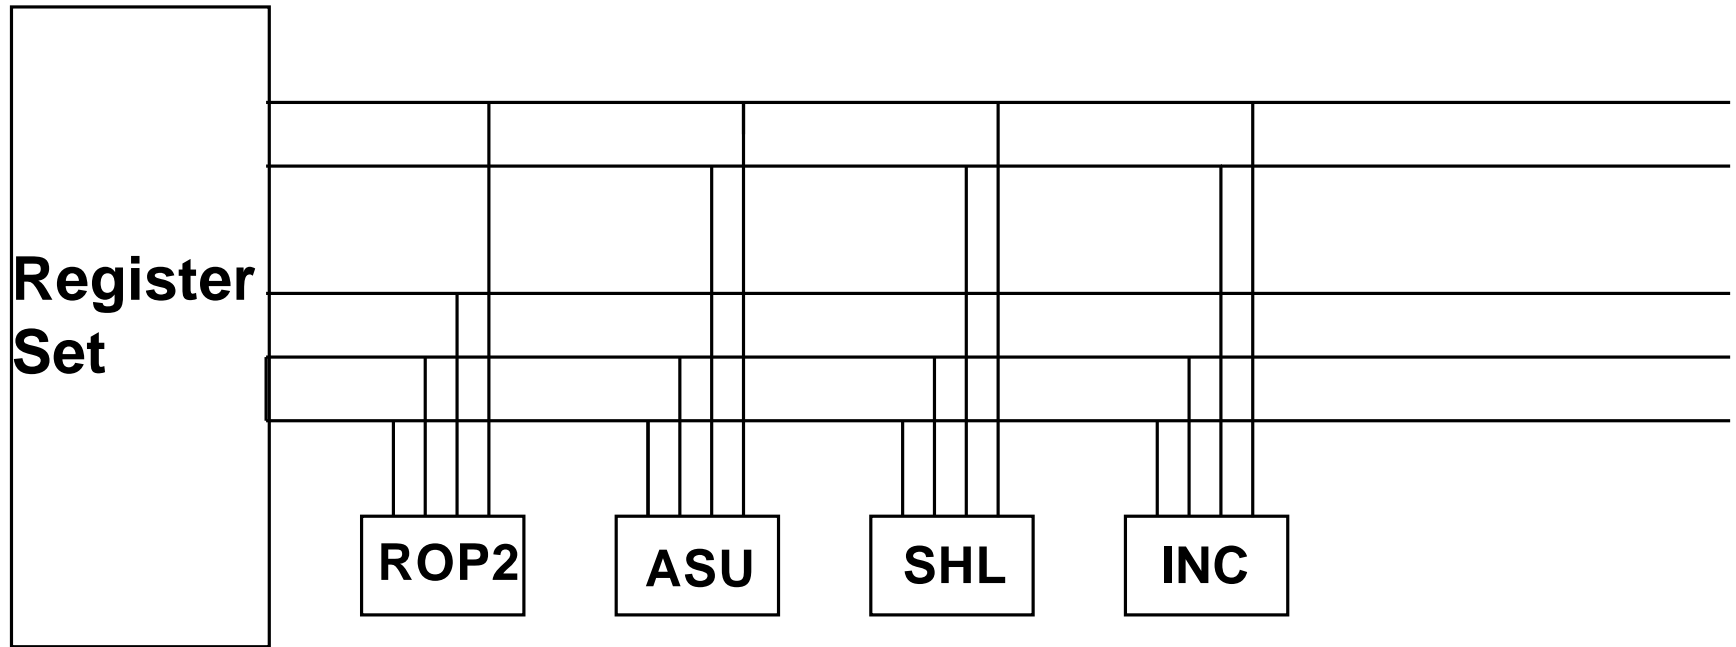 Register
Set
ROP2
ASU
SHL
INC